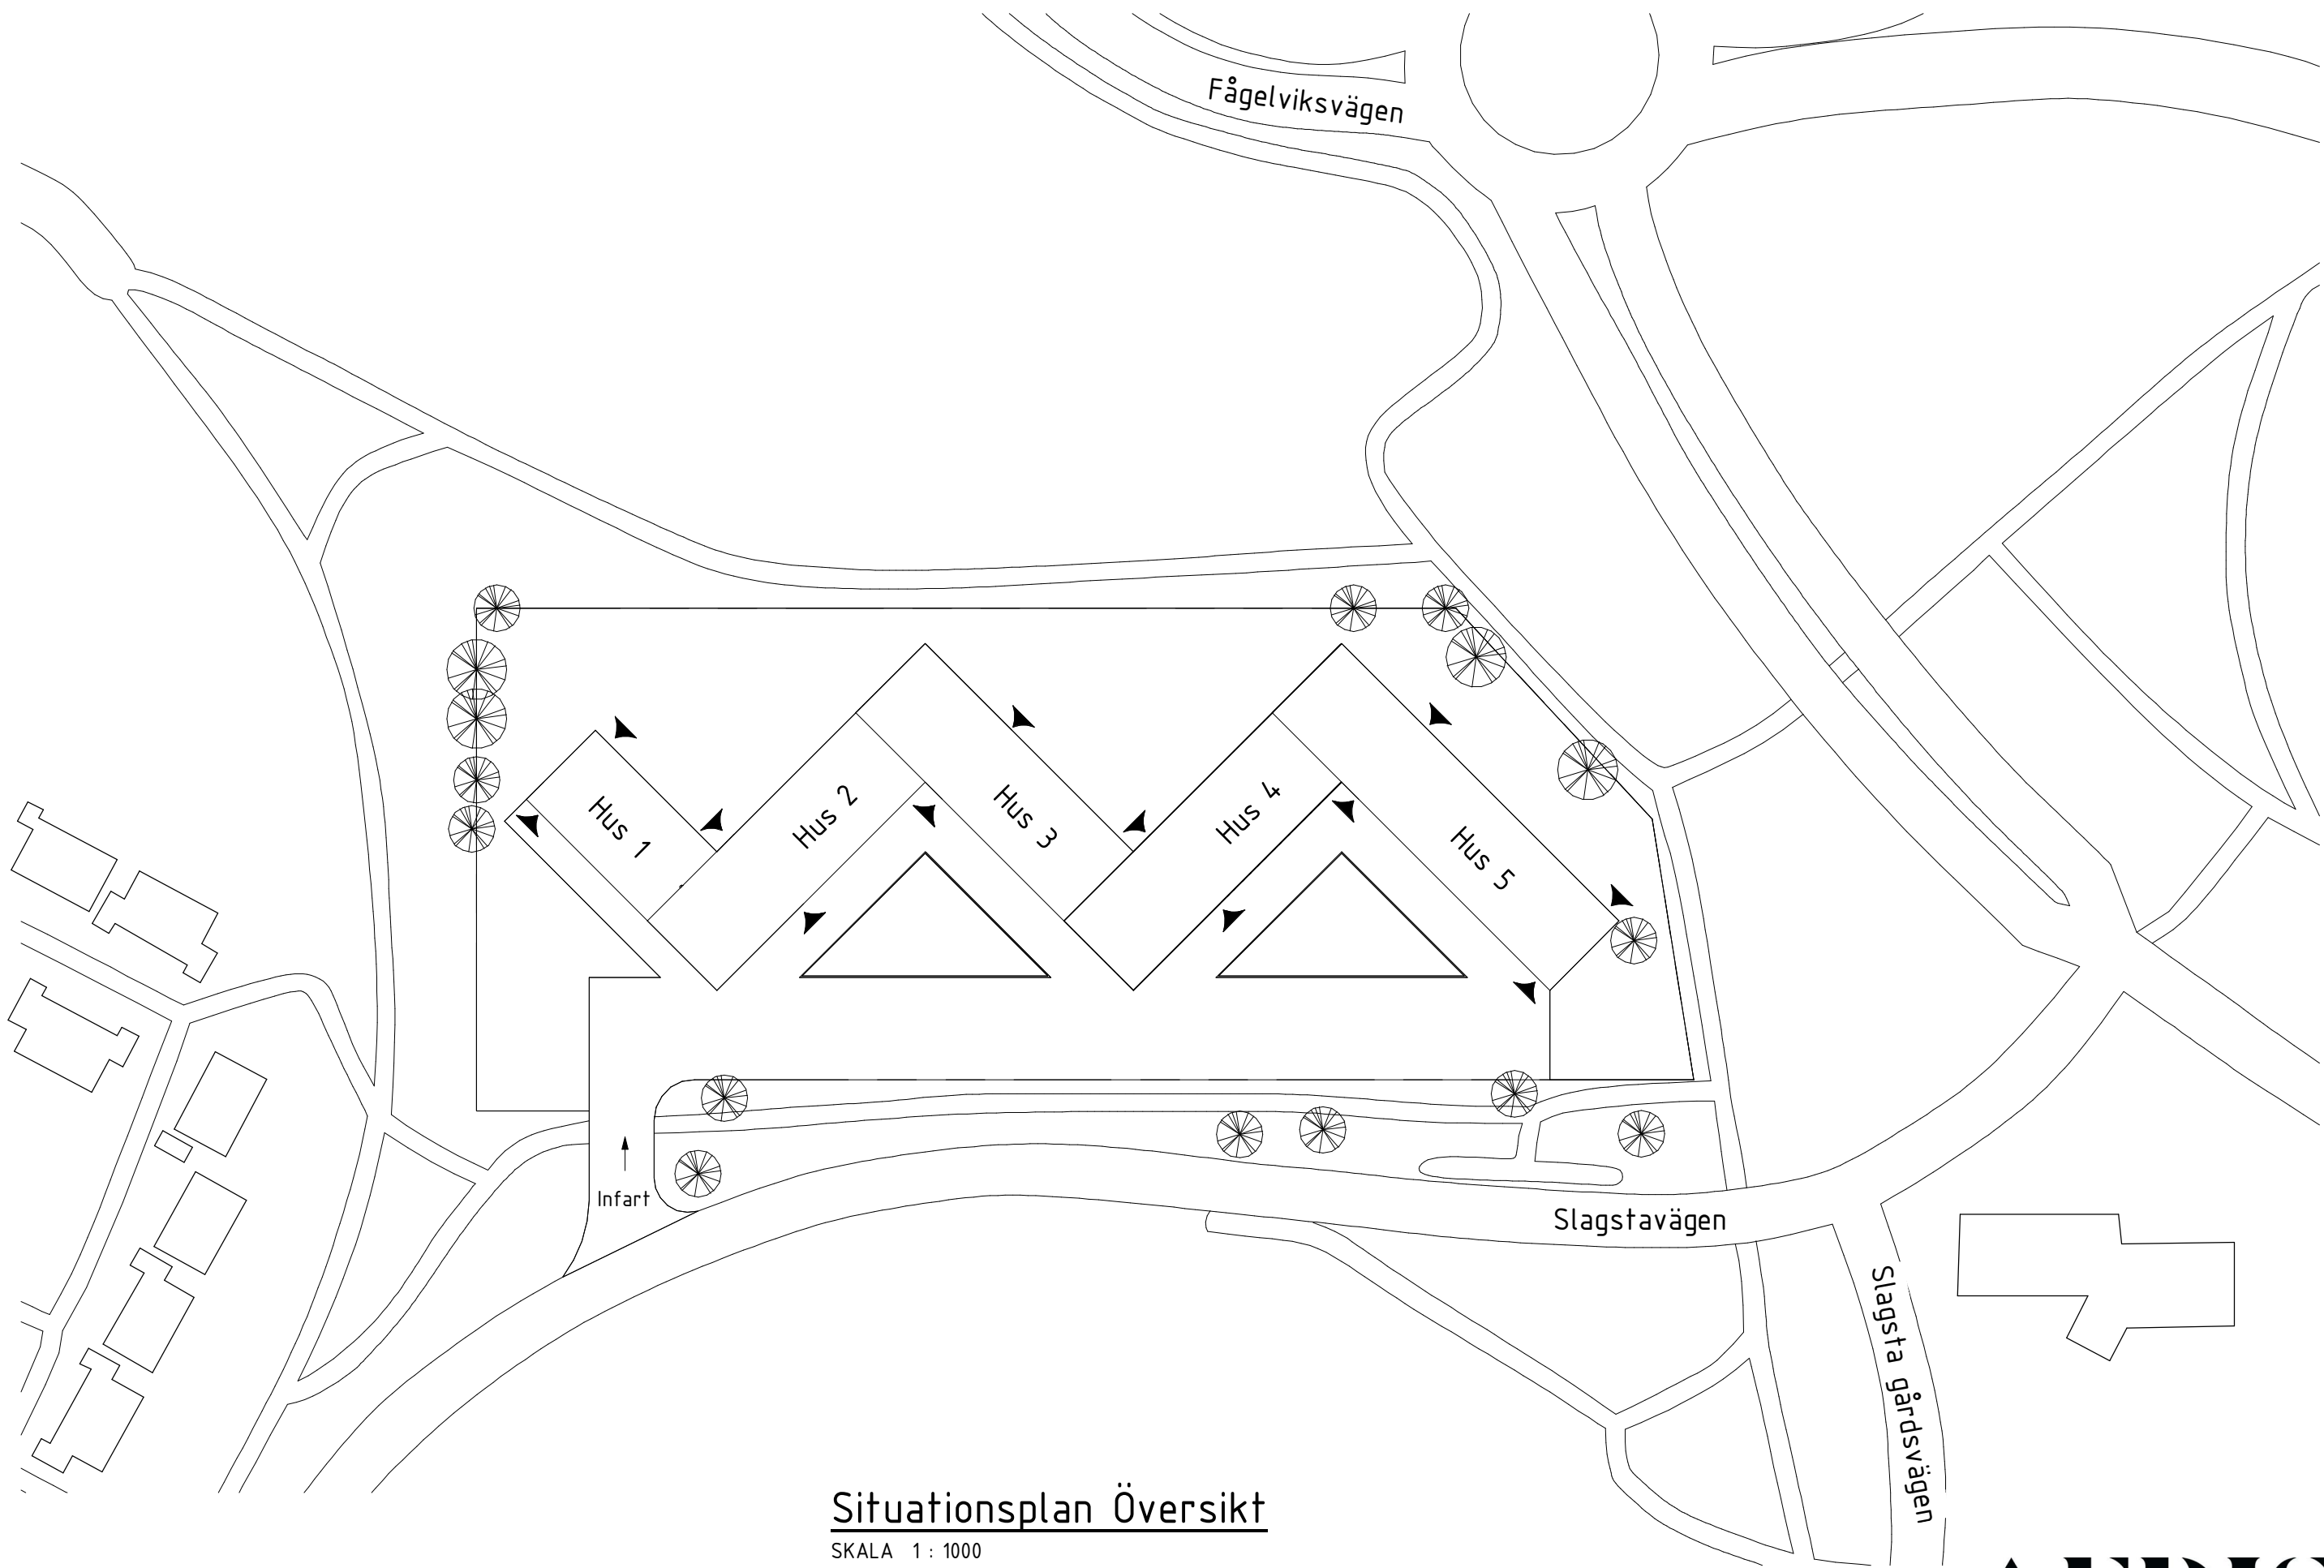 Fågelviksvägen
Hus 1
Hus 2
Hus 3
Hus 4
Hus 5
Infart
Slagstavägen
Slagsta gårdsvägen
Situationsplan Översikt
SKALA 1 : 1000